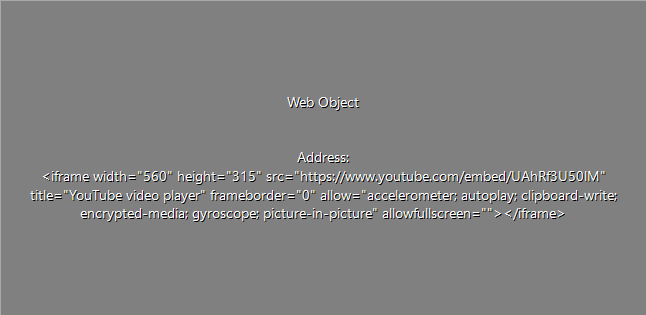 Web Object
Address:
<iframe width="560" height="315" src="https://www.youtube.com/embed/UAhRf3U50lM"
title="YouTube video player" frameborder="0" allow="accelerometer; autoplay; clipboard-write;
encrypted-media; gyroscope; picture-in-picture" allowfullscreen=""></iframe>